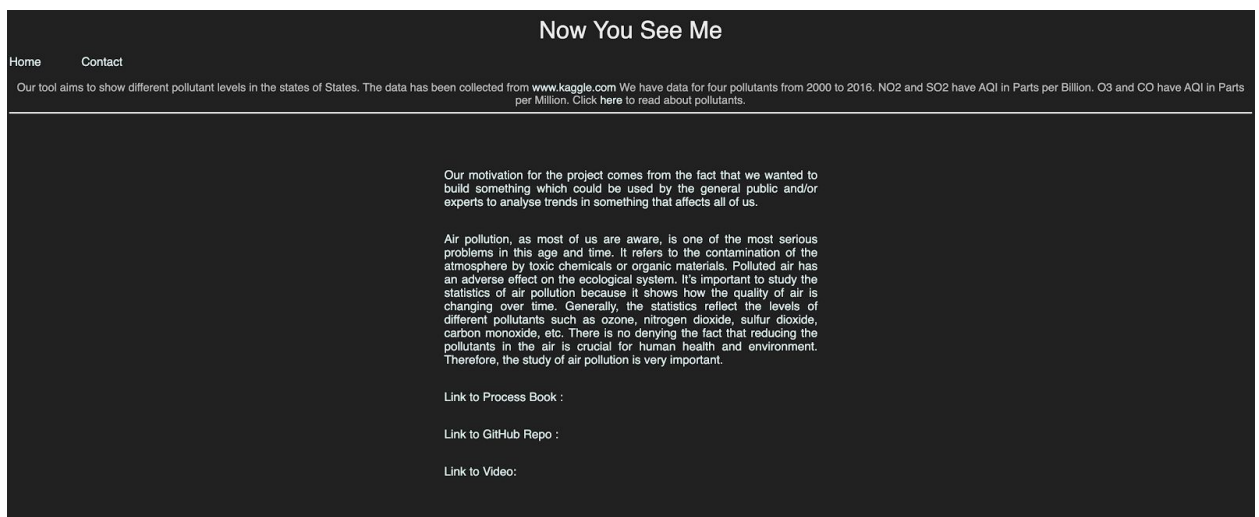 Now You See Me
Home Contact
Our tool aims to show different pollutant levels in the states of States. The data has been collected from www.kaggle.com We have data for four pollutants from 2000 to 2016. NO2 and SO2 have AQI in Parts per Billion. O3 and CO have AQI in Parts
per Million. Click here to read about pollutants.
Our motivation for the project comes from the fact that we wanted to
build something which could be used by the general public and/or
experts to analyse trends in something that affects all of us.
Air pollution, as most of us are aware, is one of the most serious
problems in this age and time. It refers to the contamination of the
atmosphere by toxic chemicals or organic materials. Polluted air has
an adverse effect on the ecological system. It's important to study the
statistics of air pollution because it shows how the quality of air is
changing over time. Generally, the statistics reflect the levels of
different pollutants such as ozone, nitrogen dioxide, sulfur dioxide,
carbon monoxide, etc. There is no denying the fact that reducing the
pollutants in the air is crucial for human health and environment.
Therefore, the study of air pollution is very important.
Link to Process Book :
Link to GitHub Repo :
Link to Video: